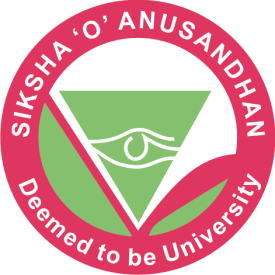 SIKSHA 'O' ANUSANDHAN
Deemed to be University